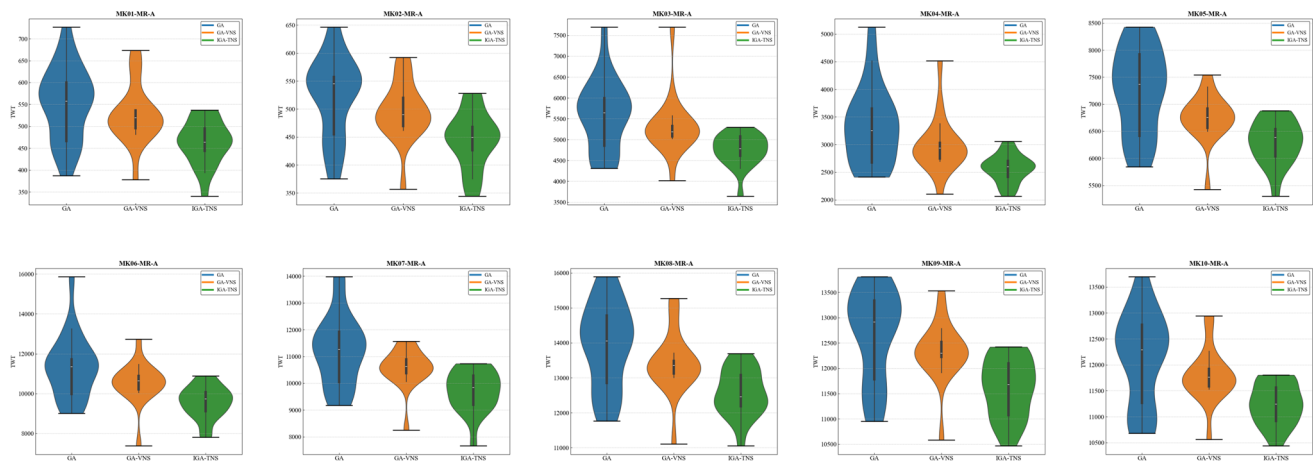 MK01-MR-A
GA
GA-VNS
IGA-TNS
TWT
700
650
600
550
500
450
400
350
GA
GA-VNS
IGA-TNS
MK02-MR-A
GA
GA-VNS
IGA-TNS
TWT
650
600
550
500
450
400
350
GA
GA-VNS
IGA-TNS
MK03-MR-A
GA
GA-VNS
IGA-TNS
TWT
7500
7000
6500
6000
5500
5000
4500
4000
3500
GA
GA-VNS
IGA-TNS
MK04-MR-A
GA
GA-VNS
IGA-TNS
TWT
5000
4500
4000
3500
3000
2500
2000
GA
GA-VNS
IGA-TNS
MK05-MR-A
GA
GA-VNS
IGA-TNS
TWT
8500
8000
7500
7000
6500
6000
5500
GA
GA-VNS
IGA-TNS
MK06-MR-A
GA
GA-VNS
IGA-TNS
TWT
16000
14000
12000
10000
8000
GA
GA-VNS
IGA-TNS
MK07-MR-A
GA
GA-VNS
IGA-TNS
TWT
14000
13000
12000
11000
10000
9000
8000
GA
GA-VNS
IGA-TNS
MK08-MR-A
GA
GA-VNS
IGA-TNS
TWT
16000
15000
14000
13000
12000
11000
GA
GA-VNS
IGA-TNS
MK09-MR-A
GA
GA-VNS
IGA-TNS
TWT
13500
13000
12500
12000
11500
11000
10500
GA
GA-VNS
IGA-TNS
MK10-MR-A
GA
GA-VNS
IGA-TNS
TWT
13500
13000
12500
12000
11500
11000
10500
GA
GA-VNS
IGA-TNS